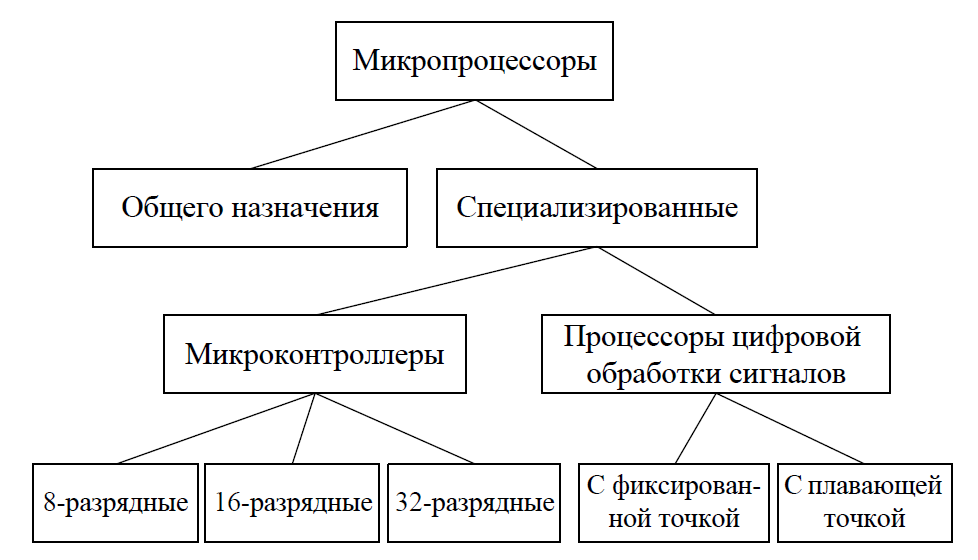 Микропроцессоры
Общего назначения
Специализированные
Микроконтроллеры
Процессоры цифровой
обработки сигналов
8-разрядные
16-разрядные
32-разрядные
С фиксирован-
ной точкой
С плавающей
точкой